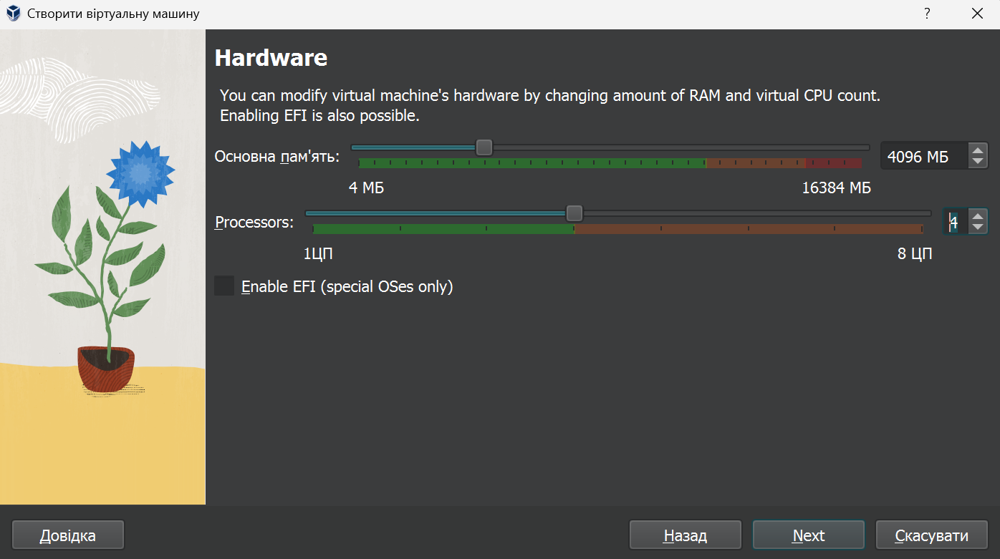 Створити віртуальну машину
?
Hardware
You can modify virtual machine's hardware by changing amount of RAM and virtual CPU count.
Enabling EFI is also possible.
Основна пам'ять:
4096 МБ
4 МБ
16384 МБ
Processors:
4
1ЦП
8 ЦП
Enable EFI (special OSes only)
Довідка
Назад
Next
Скасувати